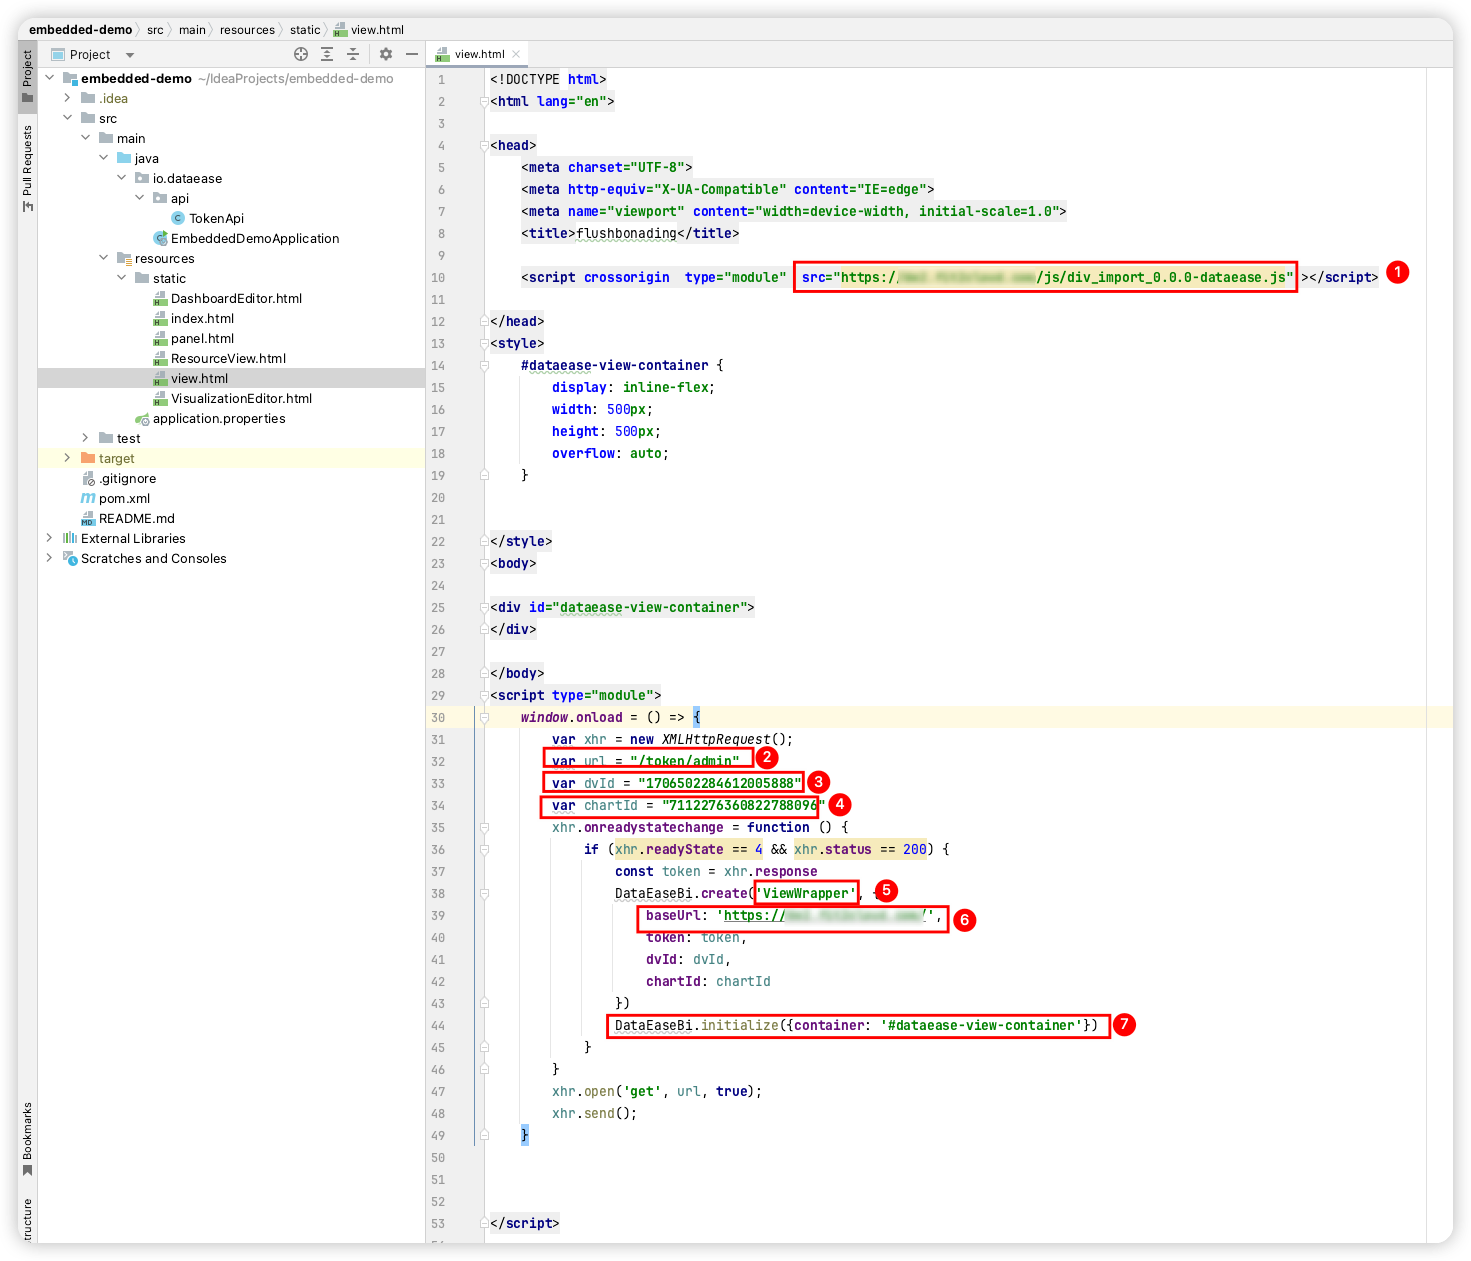 embedded-demo src main resources static view.html
Project
view.html
Project
Pull Requests
Bookmarks
tructure
embedded-demo ~/IdeaProjects/embedded-demo
.idea
src
main
java
io.dataease
api
TokenApi
EmbeddedDemoApplication
resources
static
DashboardEditor.html
index.html
panel.html
ResourceView.html
view.html
VisualizationEditor.html
application.properties
test
target
.gitignore
pom.xml
README.md
External Libraries
Scratches and Consoles
1 <!DOCTYPE html>
2 <html lang="en">
3
4 <head>
5 <meta charset="UTF-8">
6 <meta http-equiv="X-UA-Compatible" content="IE=edge">
7 <meta name="viewport" content="width=device-width, initial-scale=1.0">
8 <title>flushbonading</title>
9
10 <script crossorigin type="module" src="https:/ /js/div_import_0.0.0-dataease.js" ></script> 1
11
12 </head>
13 <style>
14 #dataease-view-container {
15 display: inline-flex;
16 width: 500px;
17 height: 500px;
18 overflow: auto;
19 }
20
21
22 </style>
23 <body>
24
25 <div id="dataease-view-container">
26 </div>
27
28 </body>
29 <script type="module">
30 window.onload = () => {
31 var xhr = new XMLHttpRequest();
32 var url = "/token/admin" 2
33 var dvId = "1706502284612005888" 3
34 var chartId = "7112276360822788096" 4
35 xhr.onreadystatechange = function () {
36 if (xhr.readyState == 4 && xhr.status == 200) {
37 const token = xhr.response
38 DataEaseBi.create('ViewWrapper', { 5
39 baseUrl: 'https:// /', 6
40 token: token,
41 dvId: dvId,
42 chartId: chartId
43 })
44 DataEaseBi.initialize({container: '#dataease-view-container'}) 7
45 }
46 }
47 xhr.open('get', url, true);
48 xhr.send();
49 }
50
51
52
53 </script>